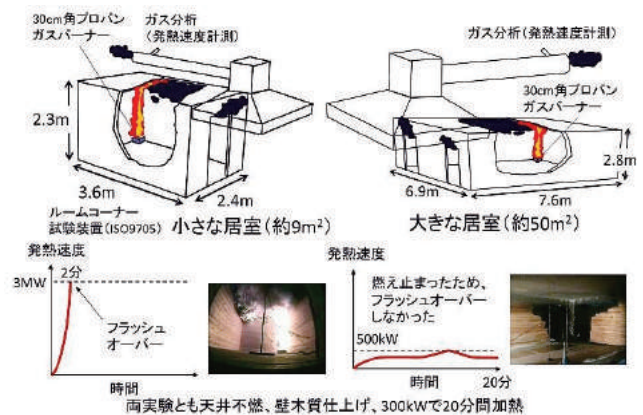 30cm角プロパン
ガスバーナー
ガス分析
(発熱速度計測)
2.3m
3.6m
2.4m
ルームコーナー
試験装置(ISO9705)
小さな居室(約9m²)
ガス分析(発熱速度計測)
30cm角プロパン
ガスバーナー
2.8m
6.9m
7.6m
大きな居室(約50m²)
発熱速度
3MW
2分
フラッシュ
オーバー
時間
発熱速度
燃え止まったため、
フラッシュオーバー
しなかった
500kW
時間
20分
両実験とも天井不燃、壁木質仕上げ、300kWで20分間加熱